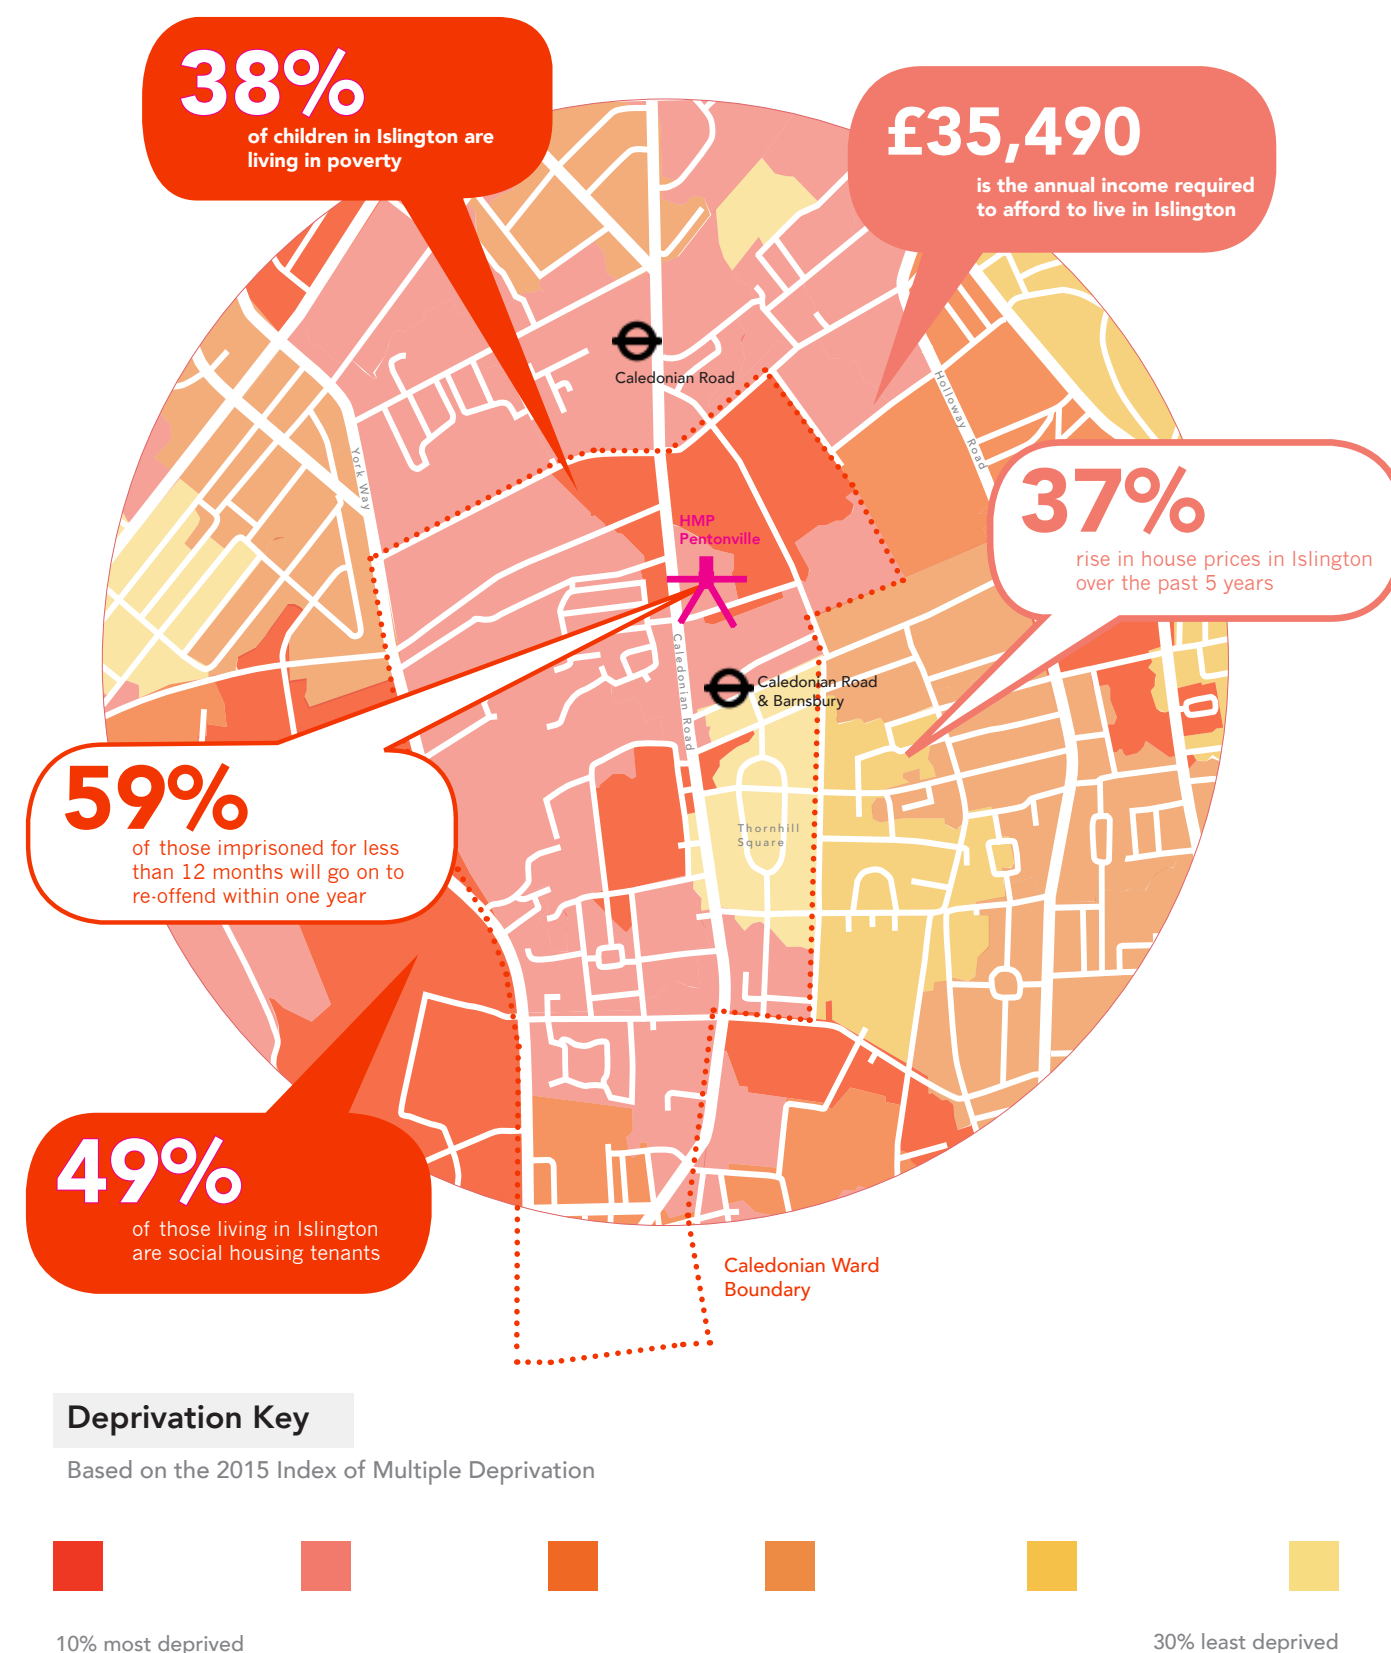 38%
of children in Islington are
living in poverty
£35,490
is the annual income required
to afford to live in Islington
Caledonian Road
Holloway Road
York Way
37%
rise in house prices in Islington
over the past 5 years
HMP
Pentonville
Caledonian Road
Caledonian Road
& Barnsbury
59%
of those imprisoned for less
than 12 months will go on to
re-offend within one year
Thornhill
Square
49%
of those living in Islington
are social housing tenants
Caledonian Ward
Boundary
Deprivation Key
Based on the 2015 Index of Multiple Deprivation
10% most deprived
30% least deprived